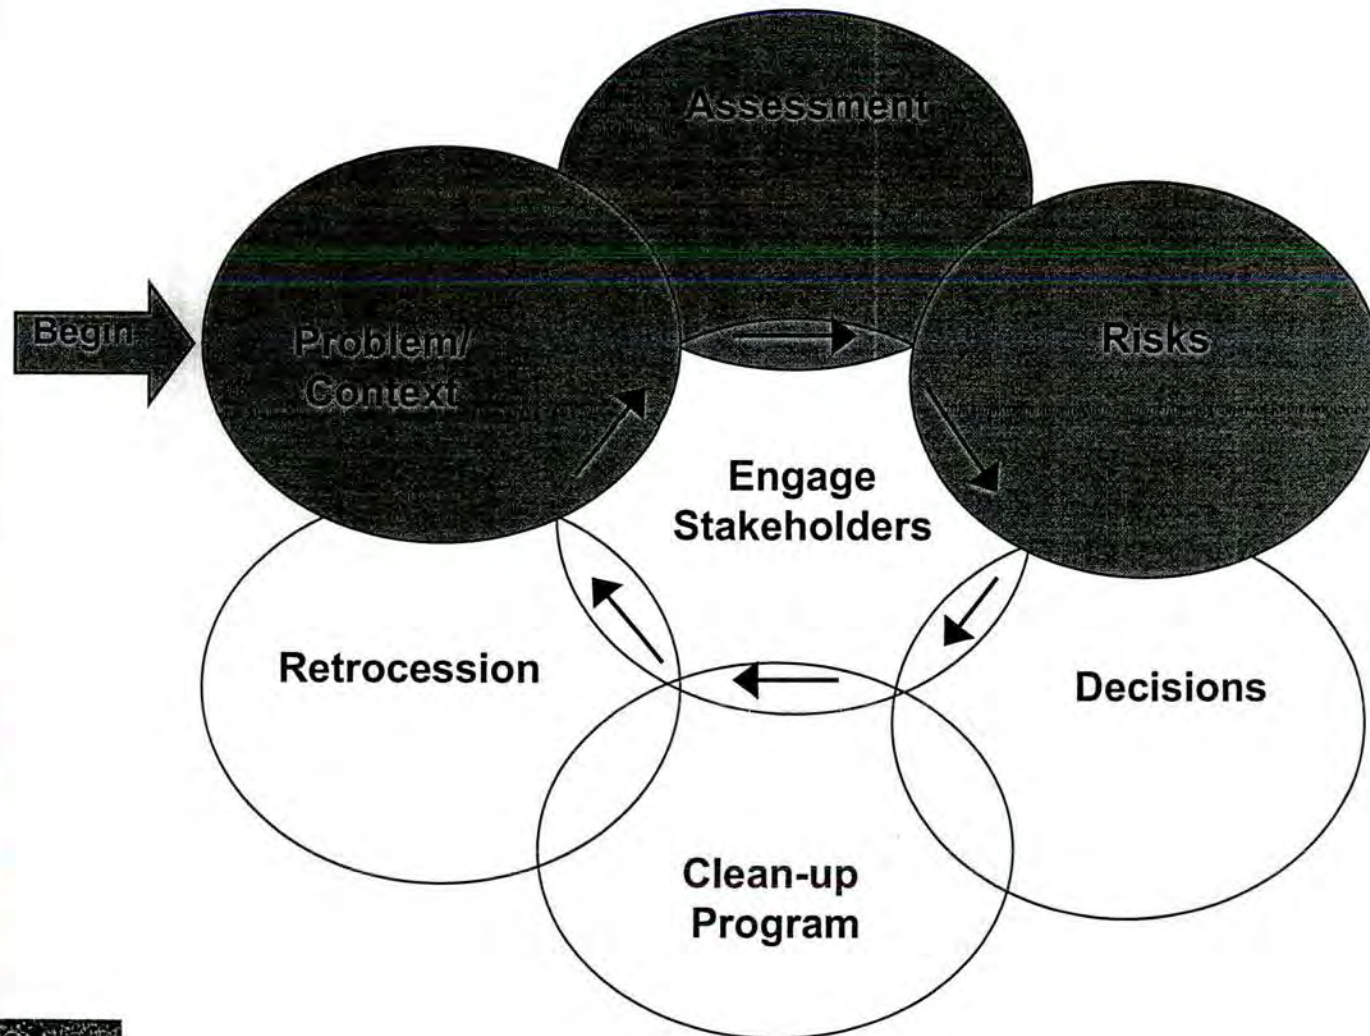 Assessment
Begin
Problem/
Context
Risks
Engage
Stakeholders
Retrocession
Decisions
Clean-up
Program